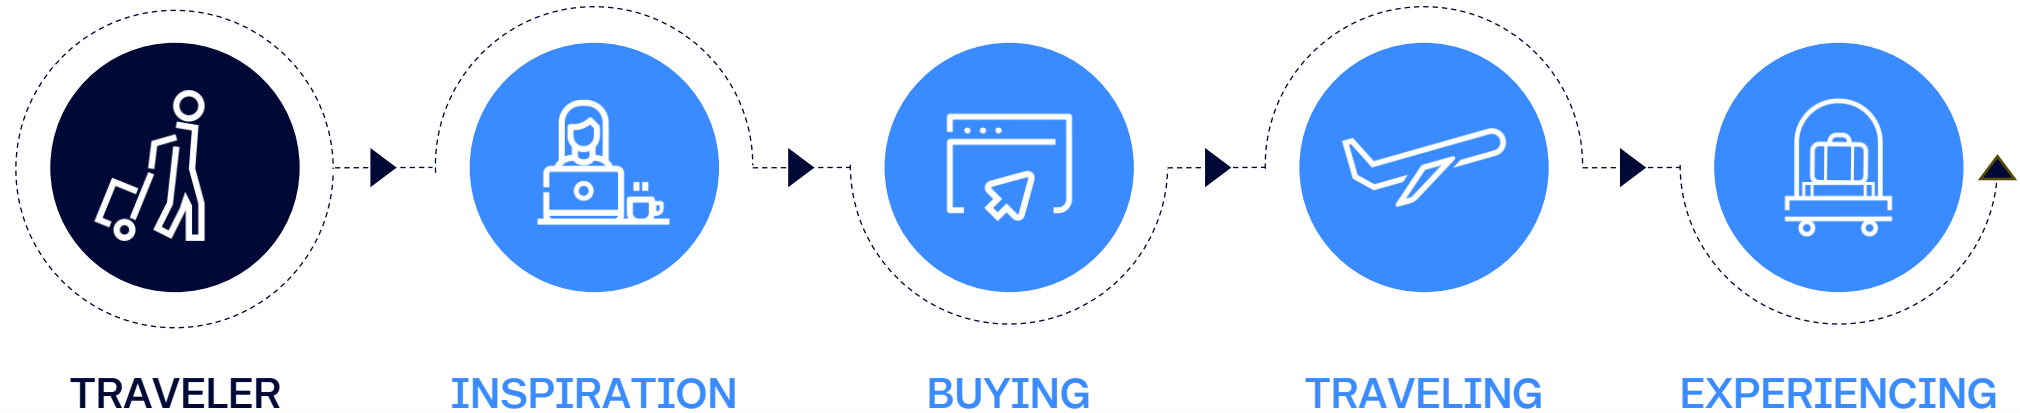 TRAVELER
INSPIRATION
BUYING
TRAVELING
EXPERIENCING